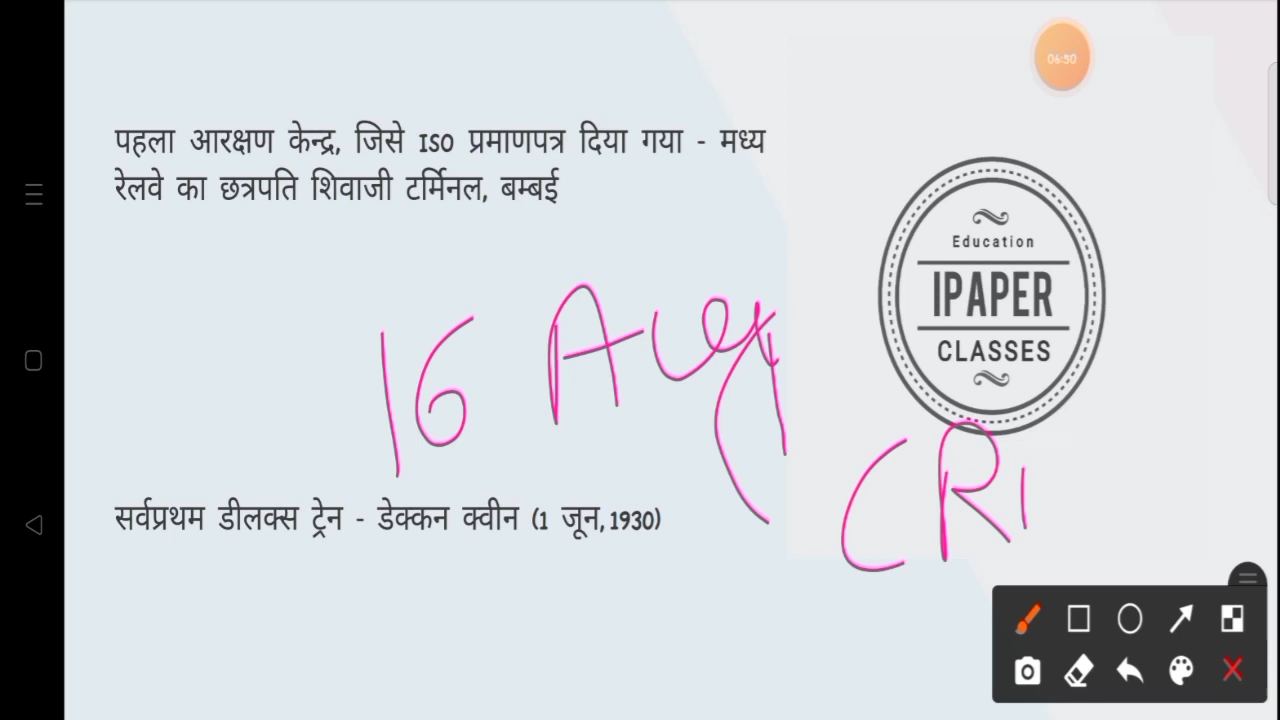 06:50
पहला आरक्षण केन्द्र, जिसे ISO प्रमाणपत्र दिया गया - मध्य
रेलवे का छत्रपति शिवाजी टर्मिनल, बम्बई
Education
IPAPER
CLASSES
16 Aug
CRI
सर्वप्रथम डीलक्स ट्रेन - डेक्कन क्वीन (1 जून, 1930)